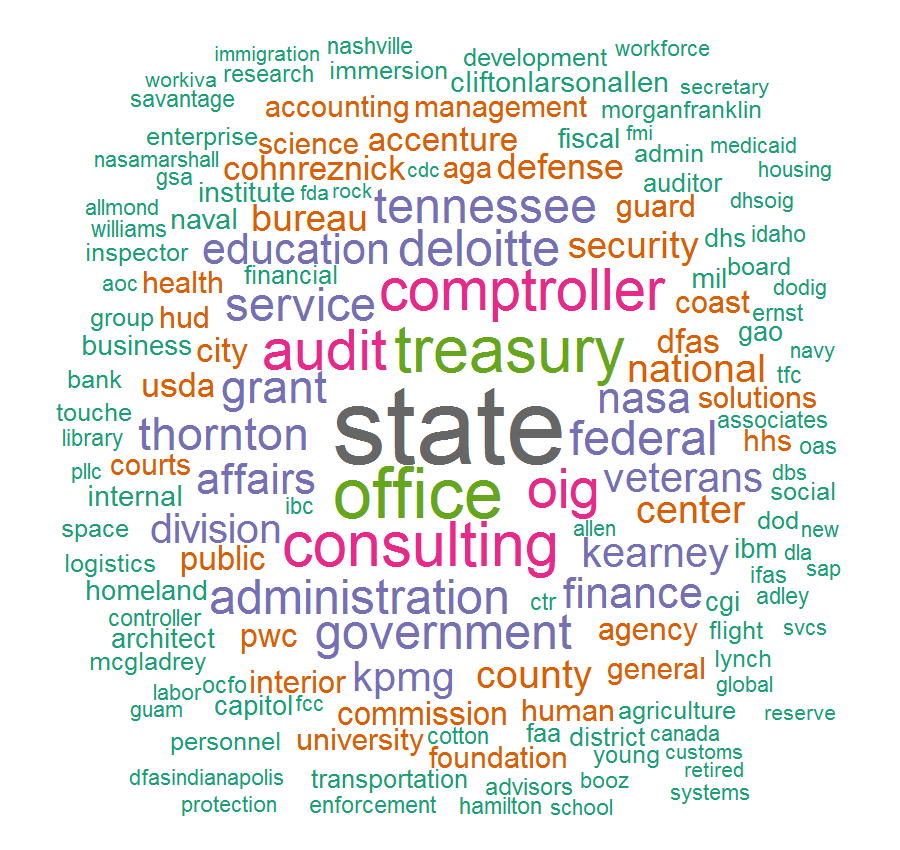 immigration nashville development workforce
workiva research immersion cliftonlarsonallen secretary
savantage accounting management morganfranklin
enterprise science accenture fiscal fmi medicaid
nasamarshall cohnreznick cdc aga defense admin housing
gsa institute fda rock auditor dhsoig
allmond naval bureau tennessee guard
williams education deloitte security dhs idaho
inspector financial board
aoc health service comptroller mil coast dodig
group hud ernst
business city audit treasury dfas gao navy
bank usda grant national tfc
touche nasa solutions
library thornton state federal associates
pllc courts hhs oas
internal affairs oig veterans dbs social
ibc office center
space division allen dod new
logistics public consulting kearney ibm dla
homeland ifas sap
controller administration ctr finance cgi adley
architect pwc government agency flight svcs
mcgladrey lynch
labor ocfo interior kpmg county general global
guam capitol fcc commission human agriculture reserve
personnel university cotton faa district canada
foundation young customs
dfasindianapolis transportation advisors booz retired
systems
protection enforcement hamilton school